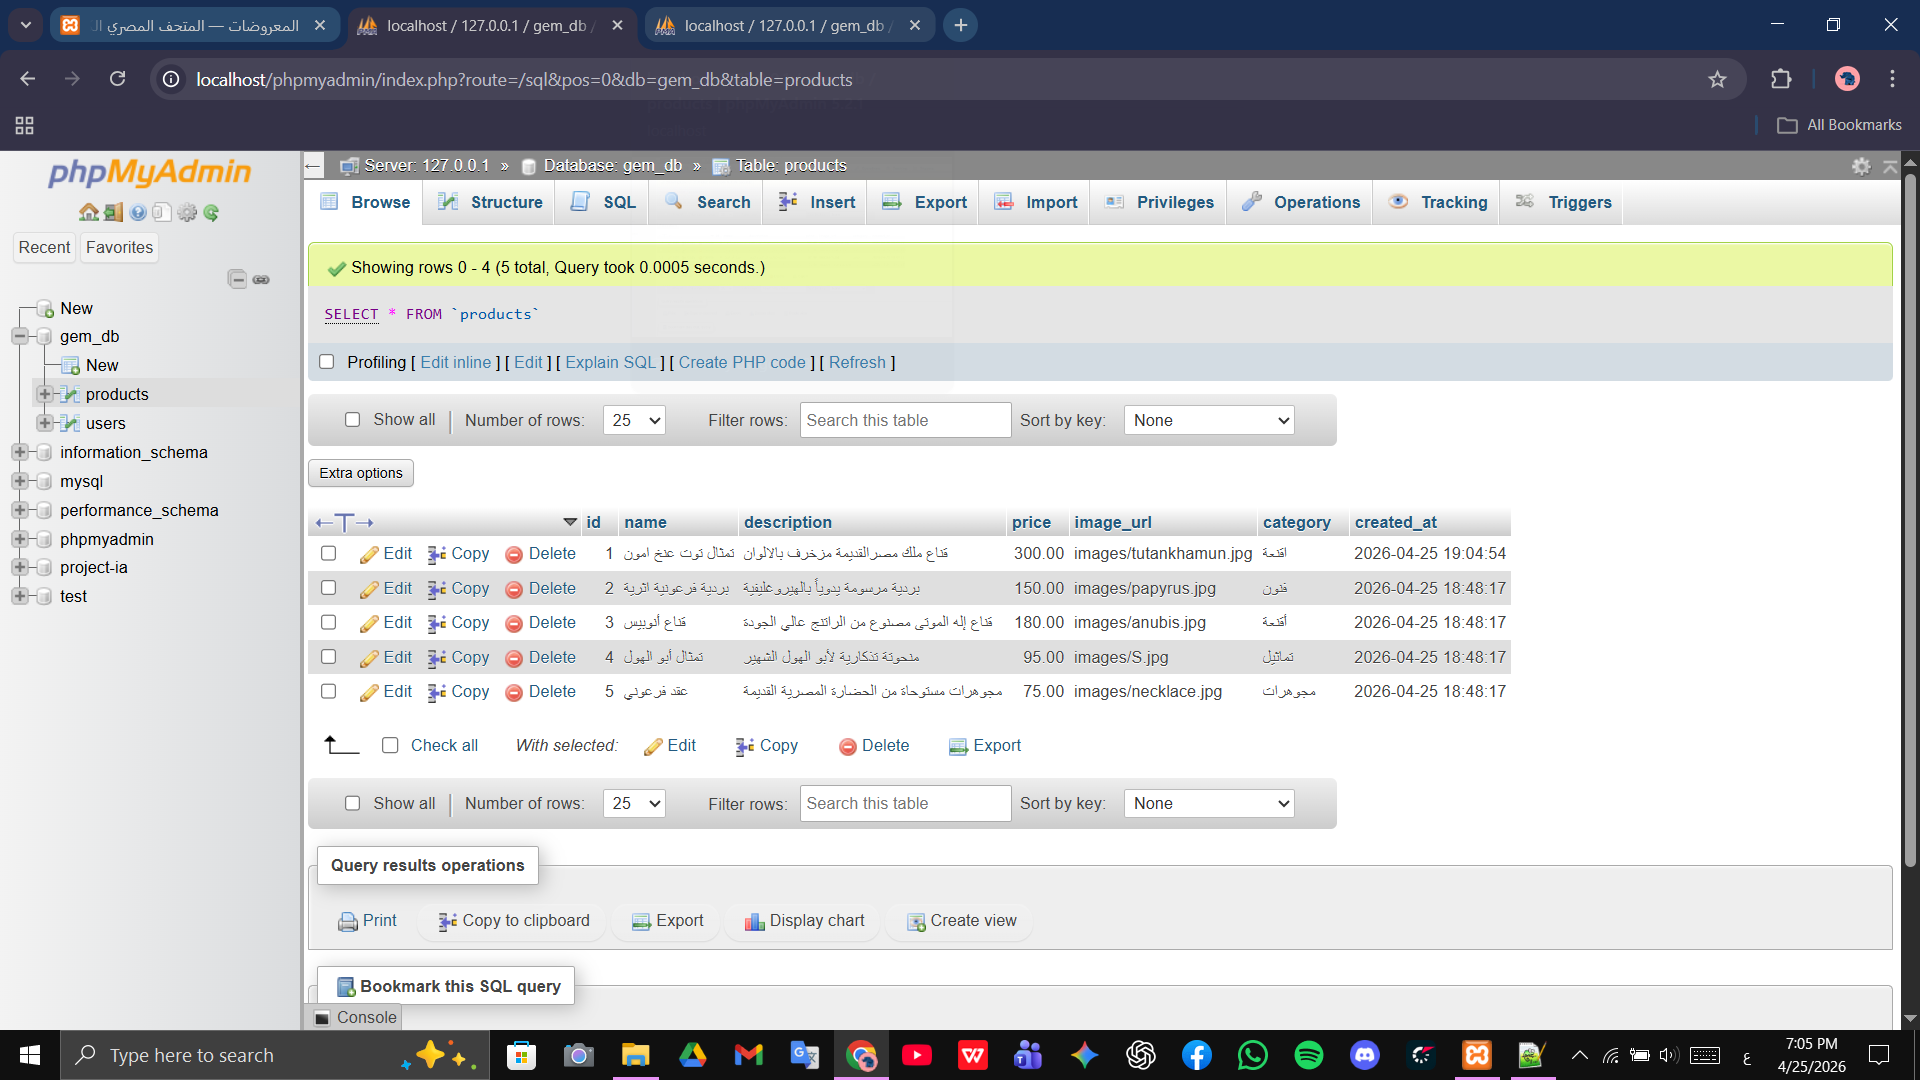 المعروضات — المتحف المصري ال
localhost / 127.0.0.1 / gem_db /
localhost / 127.0.0.1 / gem_db /
localhost/phpmyadmin/index.php?route=/sql&pos=0&db=gem_db&table=products
All Bookmarks
phpMyAdmin
Recent Favorites
New
gem_db
New
products
users
information_schema
mysql
performance_schema
phpmyadmin
project-ia
test
Server: 127.0.0.1 » Database: gem_db » Table: products
Browse Structure SQL Search Insert Export Import Privileges Operations Tracking Triggers
Showing rows 0 - 4 (5 total, Query took 0.0005 seconds.)
SELECT * FROM `products`
Profiling [ Edit inline ] [ Edit ] [ Explain SQL ] [ Create PHP code ] [ Refresh ]
Show all Number of rows: 25 Filter rows: Search this table Sort by key: None
Extra options
id name description price image_url category created_at
Edit Copy Delete 1 تمثال توت عنخ امون قناع ملك مصرالقديمة مزخرف بالالوان 300.00 images/tutankhamun.jpg اقنعة 2026-04-25 19:04:54
Edit Copy Delete 2 بردية فرعونية اثرية بردية مرسومة يدوياً بالهيروغليفية 150.00 images/papyrus.jpg فنون 2026-04-25 18:48:17
Edit Copy Delete 3 قناع أنوبيس قناع إله الموتى مصنوع من الراتنج عالي الجودة 180.00 images/anubis.jpg أقنعة 2026-04-25 18:48:17
Edit Copy Delete 4 تمثال أبو الهول منحوتة تذكارية لأبو الهول الشهير 95.00 images/S.jpg تماثيل 2026-04-25 18:48:17
Edit Copy Delete 5 عقد فرعوني مجوهرات مستوحاة من الحضارة المصرية القديمة 75.00 images/necklace.jpg مجوهرات 2026-04-25 18:48:17
Check all With selected: Edit Copy Delete Export
Show all Number of rows: 25 Filter rows: Search this table Sort by key: None
Query results operations
Print Copy to clipboard Export Display chart Create view
Bookmark this SQL query
Console
Type here to search
ع
7:05 PM
4/25/2026